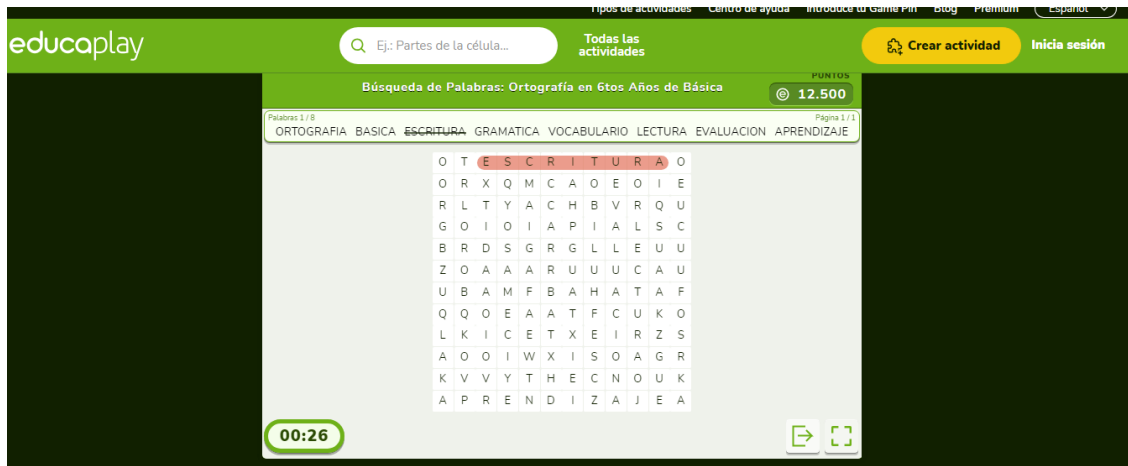 Tipos de actividades Centro de ayuda Introduce tu Game Pin Blog Premium Español
educaplay Ej.: Partes de la célula... Todas las
actividades Crear actividad Inicia sesión
Búsqueda de Palabras: Ortografía en 6tos Años de Básica PUNTOS
12.500
Palabras 1 / 8 Página 1 / 1
ORTOGRAFIA BASICA ESCRITURA GRAMATICA VOCABULARIO LECTURA EVALUACION APRENDIZAJE
O T E S C R I T U R A O
O R X Q M C A O E O I E
R L T Y A C H B V R Q U
G O I O I A P I A L S C
B R D S G R G L L E U U
Z O A A A R U U U C A U
U B A M F B A H A T A F
Q Q O E A A T F C U K O
L K I C E T X E I R Z S
A O O I W X I S O A G R
K V V Y T H E C N O U K
A P R E N D I Z A J E A
00:26